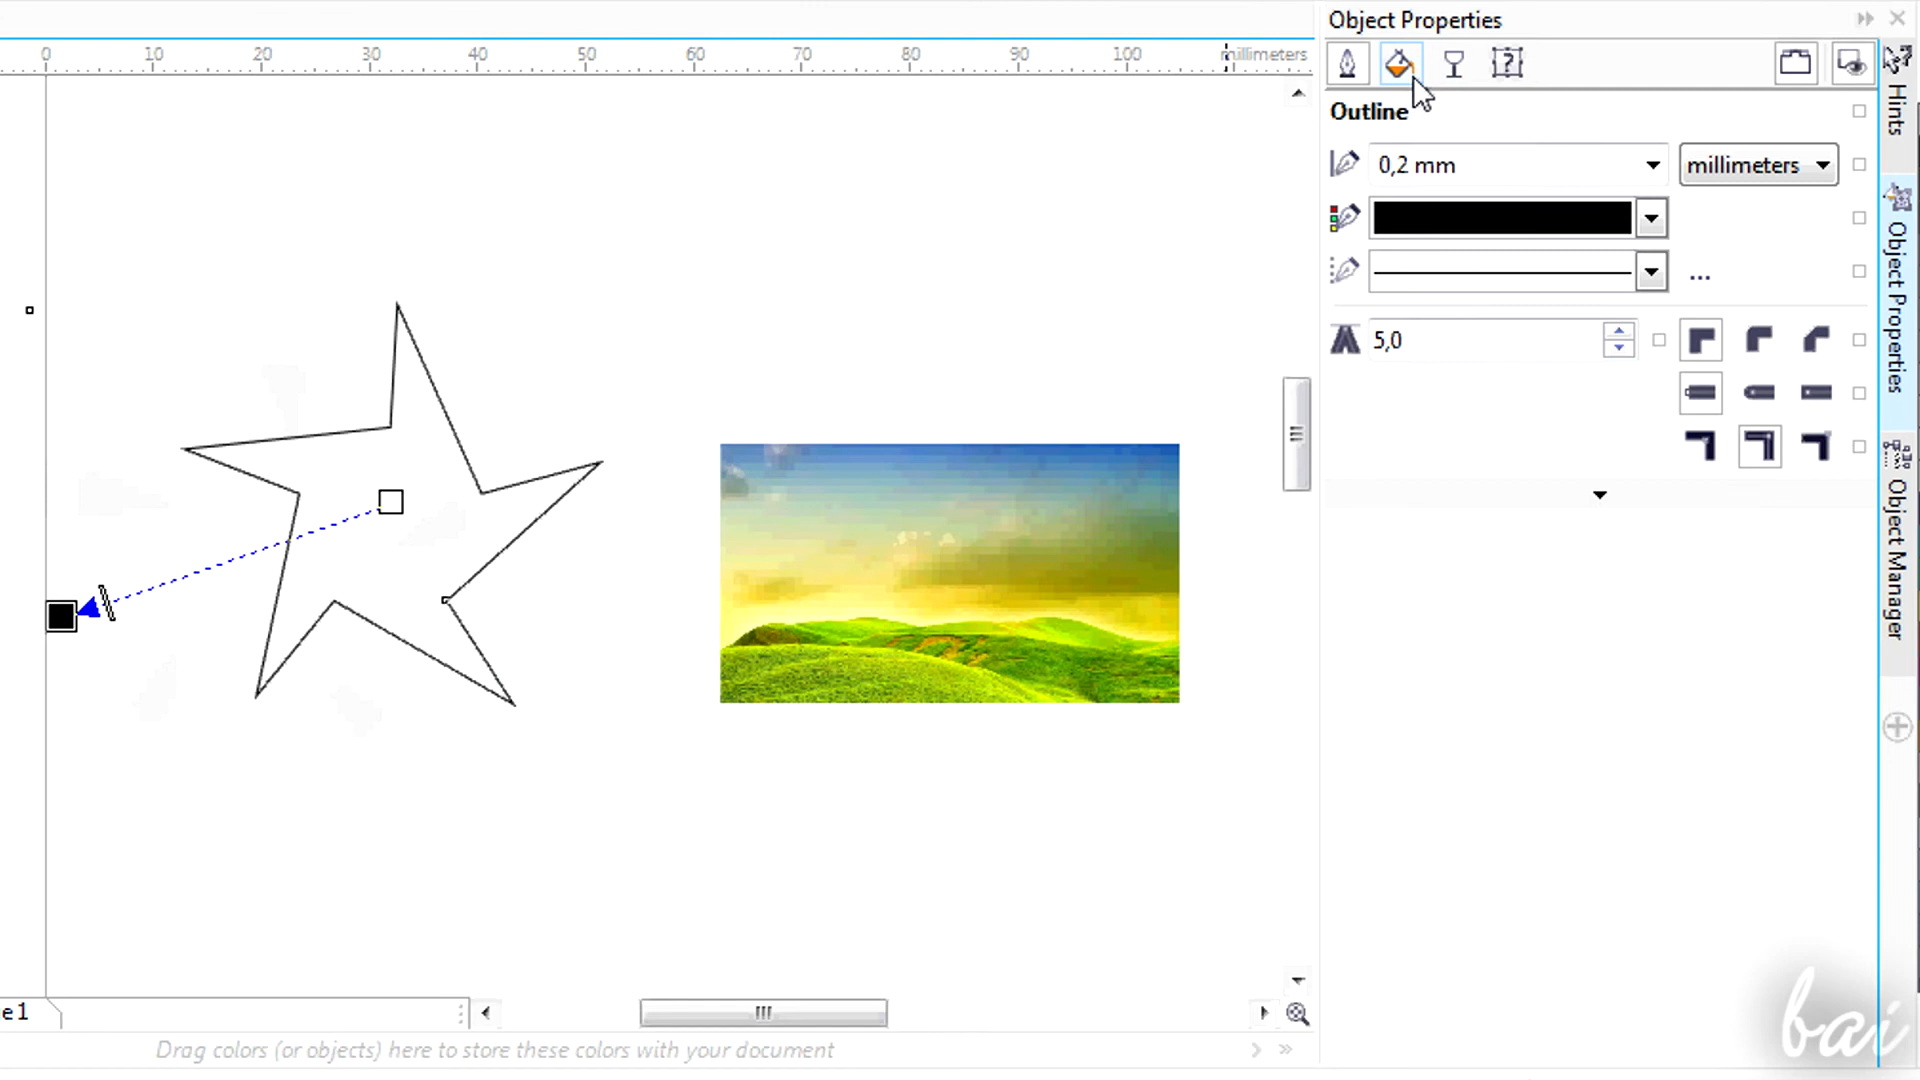 Object Properties
0 10 20 30 40 50 60 70 80 90 100 millimeters
Outline
0,2 mm
millimeters
...
5,0
Hints
Object Properties
Object Manager
e1
Drag colors (or objects) here to store these colors with your document
bai